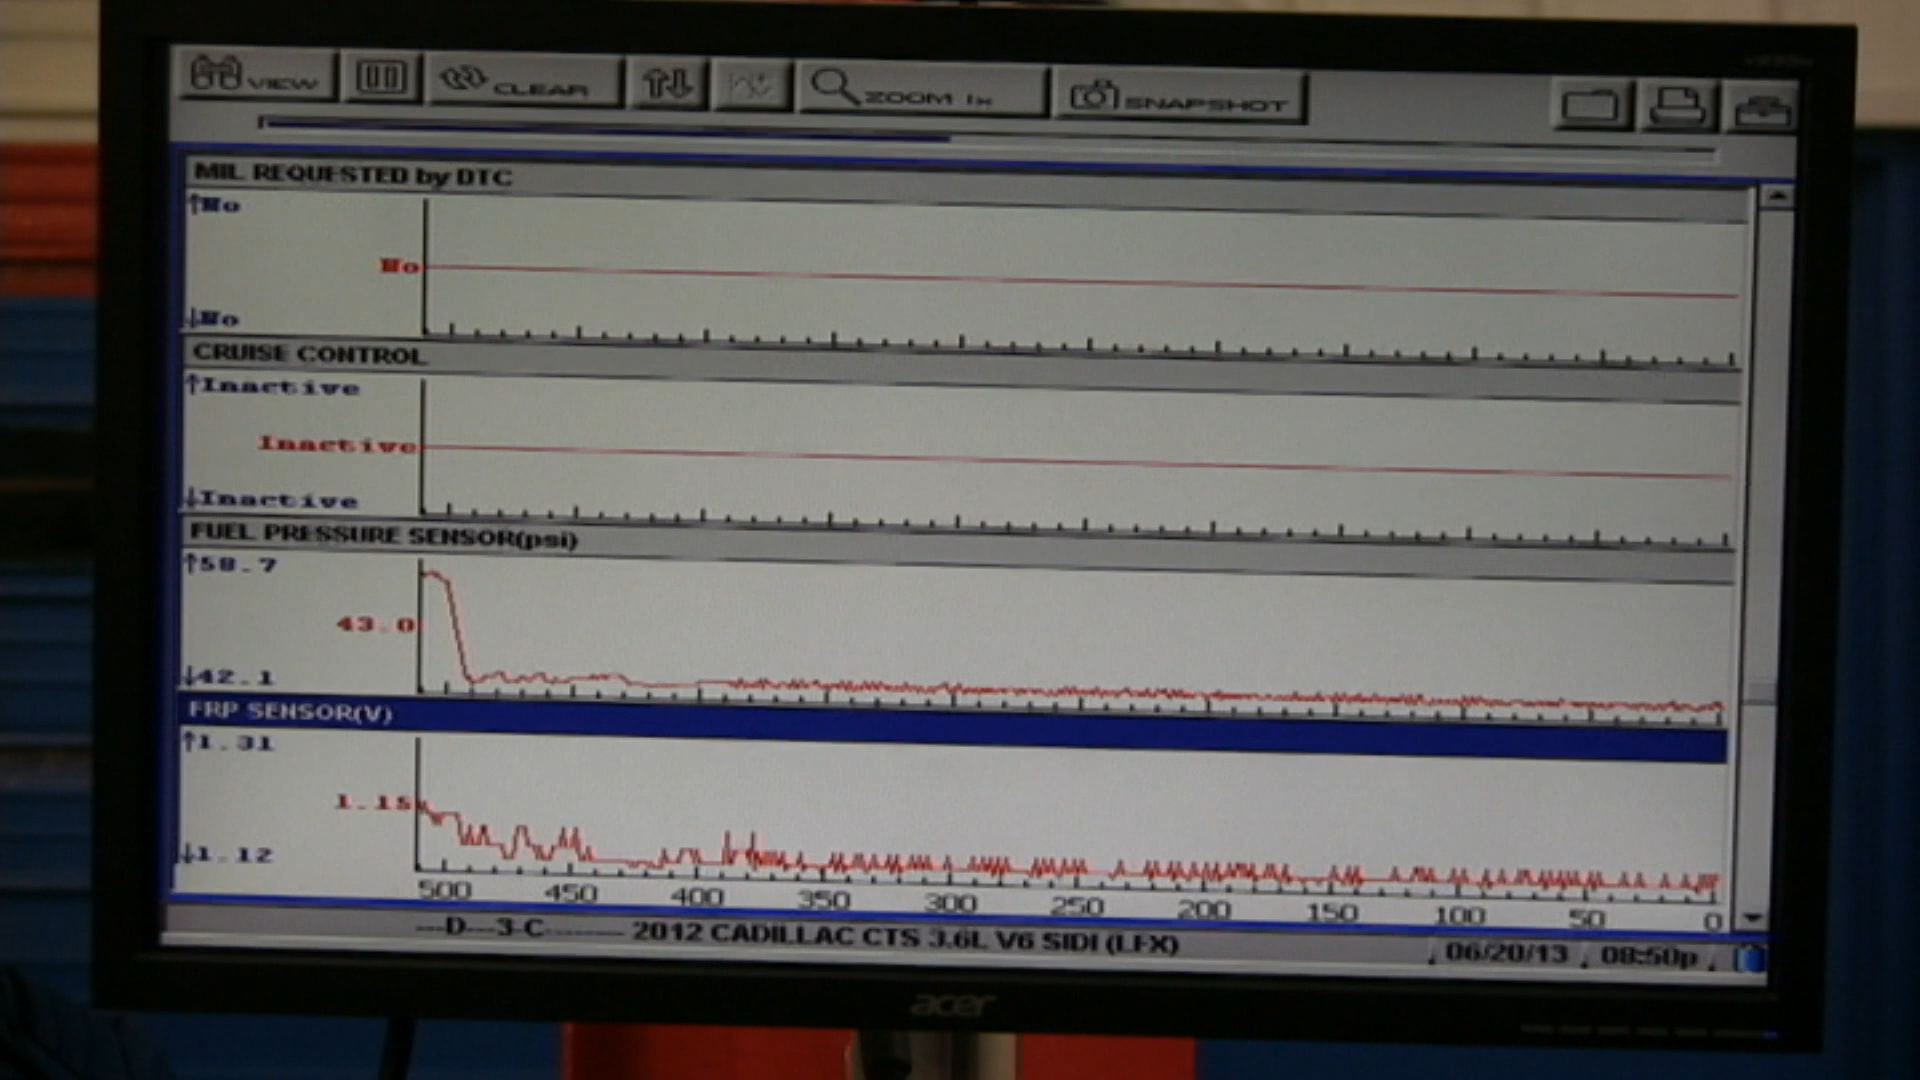 VIEW CLEAR ZOOM 1x SNAPSHOT
MIL REQUESTED by DTC
↑No
No
↓No
CRUISE CONTROL
↑Inactive
Inactive
↓Inactive
FUEL PRESSURE SENSOR(psi)
↑58.7
43.0
↓42.1
FRP SENSOR(V)
↑1.31
1.15
↓1.12
500 450 400 350 300 250 200 150 100 50 0
---D---3-C-------- 2012 CADILLAC CTS 3.6L V6 SIDI (LFX) 06/20/13 08:50p
acer